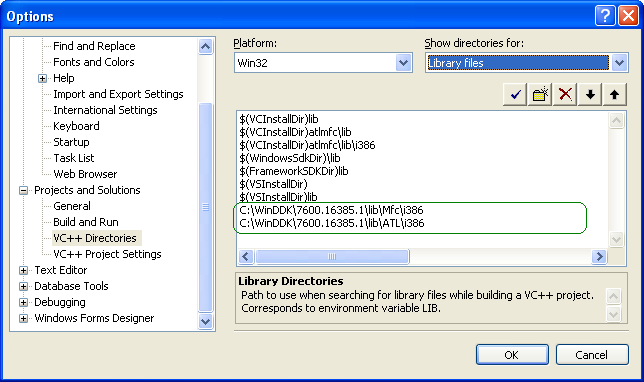 Options
Find and Replace
Fonts and Colors
Help
Import and Export Settings
International Settings
Keyboard
Startup
Task List
Web Browser
Projects and Solutions
General
Build and Run
VC++ Directories
VC++ Project Settings
Text Editor
Database Tools
Debugging
Windows Forms Designer
Platform:
Win32
Show directories for:
Library files
$(VCInstallDir)lib
$(VCInstallDir)atlmfc\lib
$(VCInstallDir)atlmfc\lib\i386
$(WindowsSdkDir)\lib
$(FrameworkSDKDir)lib
$(VSInstallDir)
$(VSInstallDir)lib
C:\WinDDK\7600.16385.1\lib\Mfc\i386
C:\WinDDK\7600.16385.1\lib\ATL\i386
Library Directories
Path to use when searching for library files while building a VC++ project.
Corresponds to environment variable LIB.
OK
Cancel